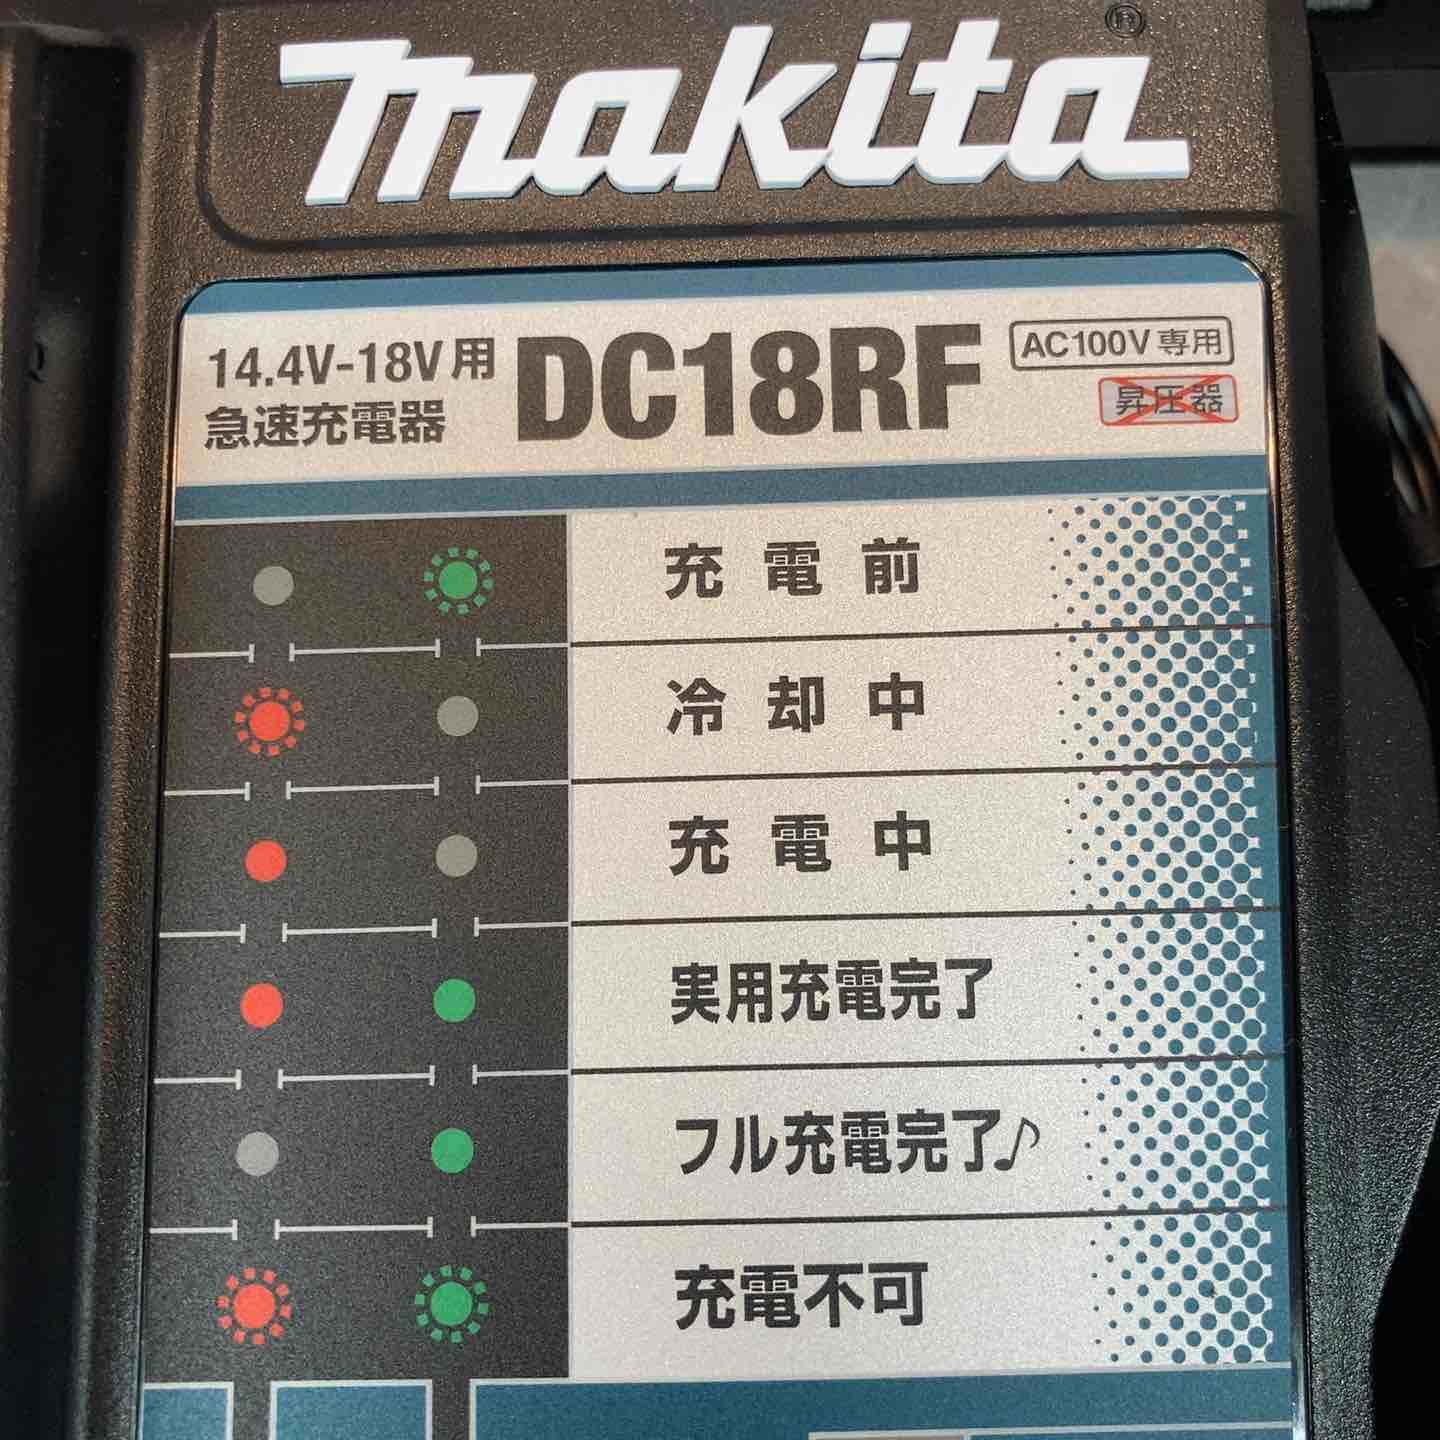 makita®
14.4V-18V用
急速充電器
DC18RF
AC100V専用
昇圧器
充電前
冷却中
充電中
実用充電完了
フル充電完了♪
充電不可